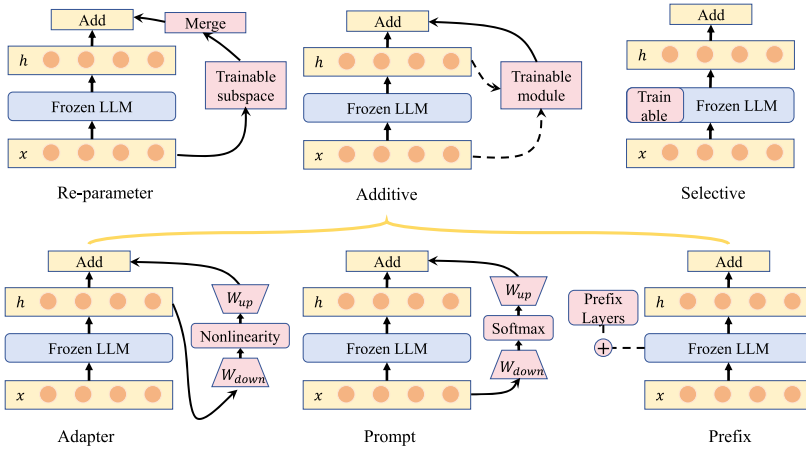 Add
Merge
h
Trainable
subspace
Frozen LLM
x
Re-parameter
Add
h
Trainable
module
Frozen LLM
x
Additive
Add
h
Train
able
Frozen LLM
x
Selective
Add
W_up
h
Nonlinearity
Frozen LLM
W_down
x
Adapter
Add
W_up
h
Softmax
Frozen LLM
W_down
x
Prompt
Add
Prefix
Layers
h
+
Frozen LLM
x
Prefix